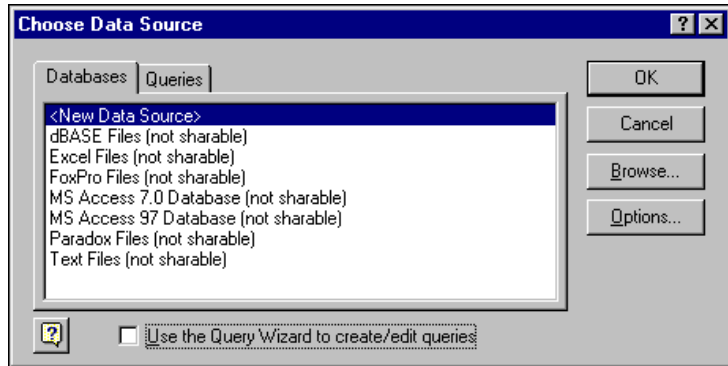 Choose Data Source
Databases
Queries
<New Data Source>
dBASE Files (not sharable)
Excel Files (not sharable)
FoxPro Files (not sharable)
MS Access 7.0 Database (not sharable)
MS Access 97 Database (not sharable)
Paradox Files (not sharable)
Text Files (not sharable)
OK
Cancel
Browse...
Options...
Use the Query Wizard to create/edit queries